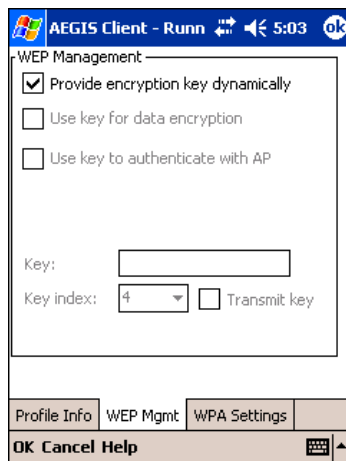 AEGIS Client - Runn 5:03 ok
WEP Management
Provide encryption key dynamically
Use key for data encryption
Use key to authenticate with AP
Key:
Key index: 4 Transmit key
Profile Info WEP Mgmt WPA Settings
OK Cancel Help